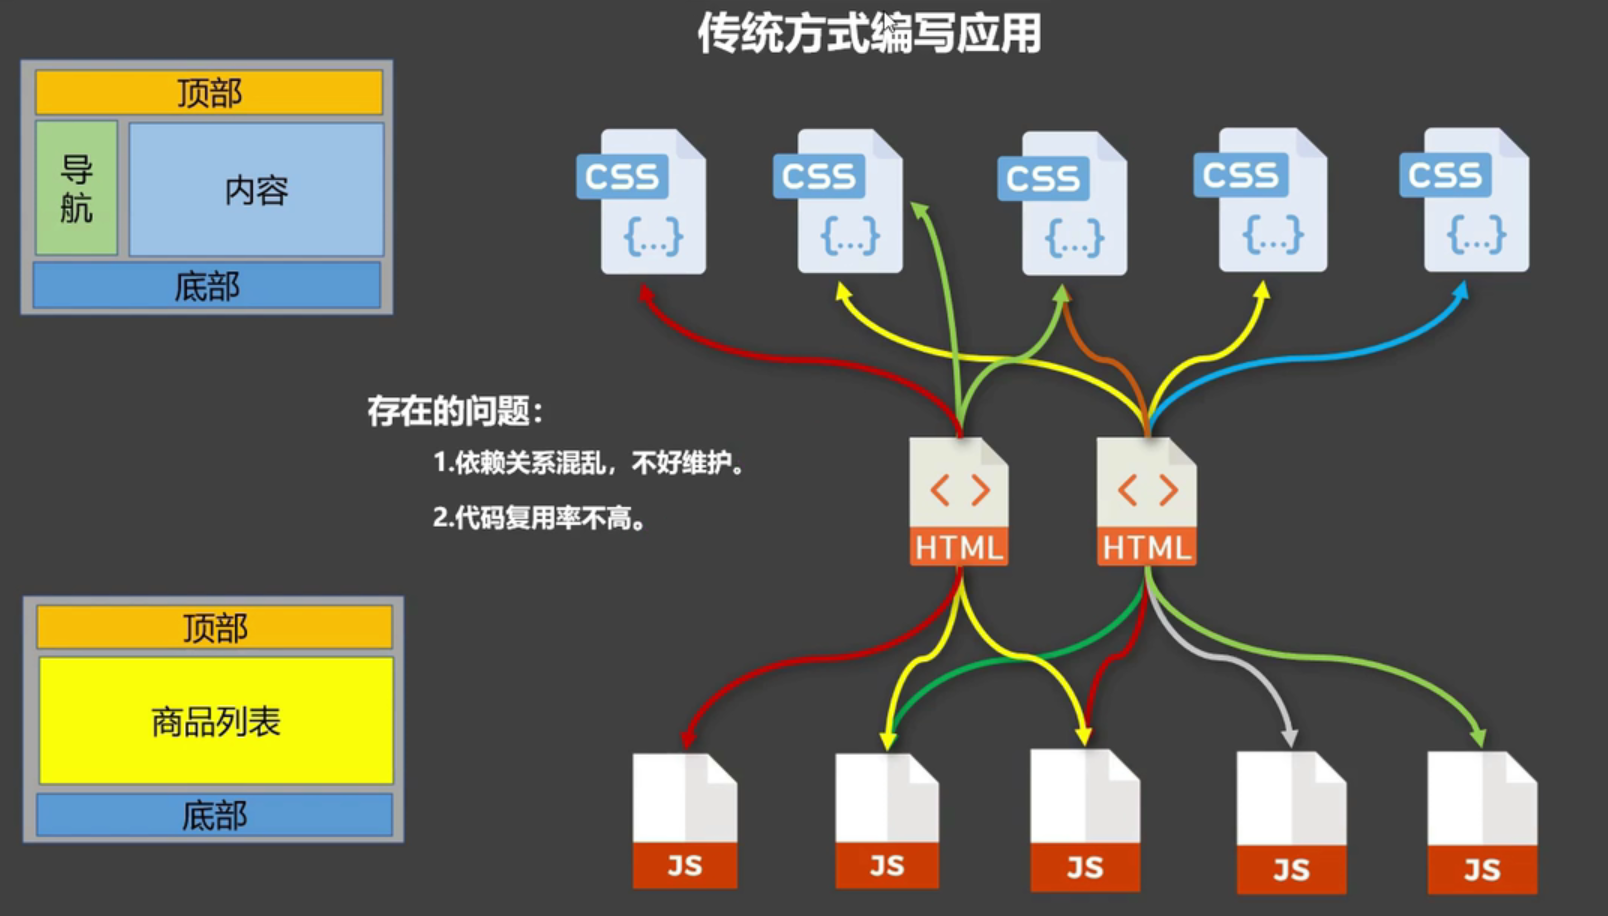 传统方式编写应用
顶部
导航
内容
底部
CSS
{...}
CSS
{...}
CSS
{...}
CSS
{...}
CSS
{...}
存在的问题：
1.依赖关系混乱，不好维护。
2.代码复用率不高。
< >
HTML
< >
HTML
顶部
商品列表
底部
JS
JS
JS
JS
JS